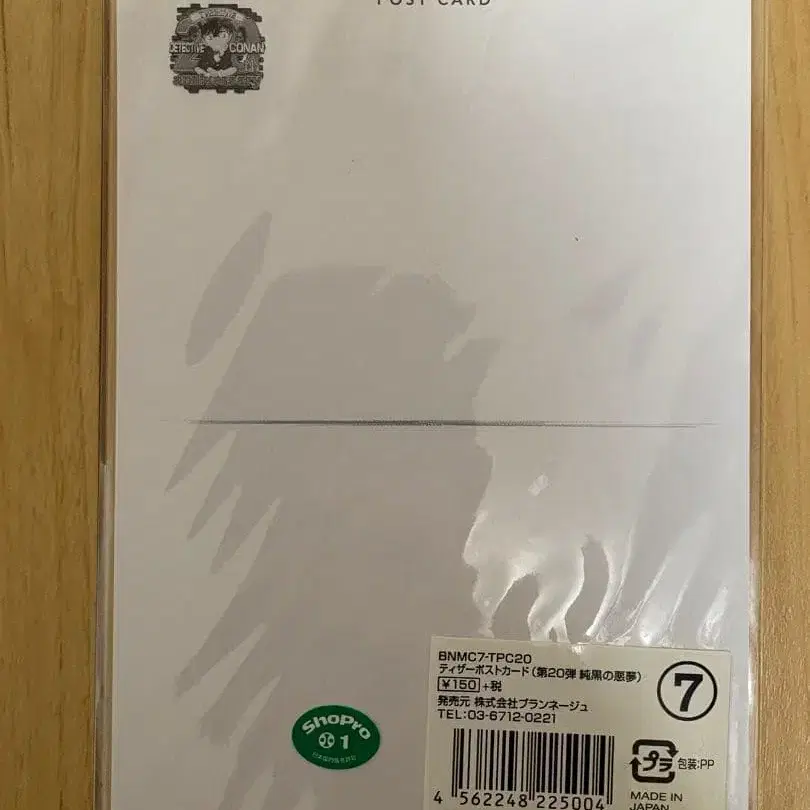 POST CARD
DETECTIVE CONAN
BNMC7-TPC20
ティザーポストカード(第20弾 純黒の悪夢)
¥150 +税
発売元 株式会社プランネージュ
TEL:03-6712-0221
⑦
ShoPro
1
プラ 包装:PP
4 562248 225004
MADE IN
JAPAN